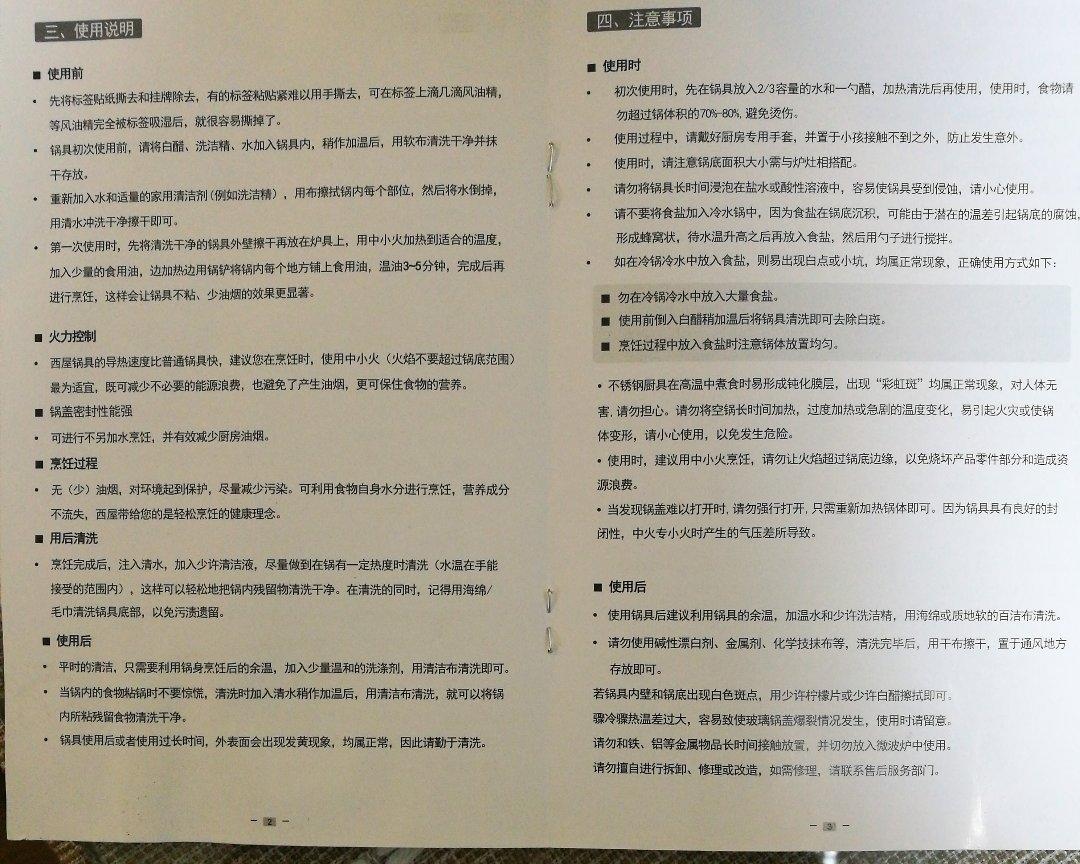 三、使用说明
■ 使用前
• 先将标签贴纸撕去和挂牌除去，有的标签粘贴紧难以用手撕去，可在标签上滴几滴风油精，
等风油精完全被标签吸湿后，就很容易撕掉了。
• 锅具初次使用前，请将白醋、洗洁精、水加入锅具内，稍作加温后，用软布清洗干净并抹
干存放。
• 重新加入水和适量的家用清洁剂(例如洗洁精），用布擦拭锅内每个部位，然后将水倒掉，
用清水冲洗干净擦干即可。
• 第一次使用时，先将清洗干净的锅具外壁擦干再放在炉具上，用中小火加热到适合的温度，
加入少量的食用油，边加热边用锅铲将锅内每个地方铺上食用油，温油3~5分钟，完成后再
进行烹饪，这样会让锅具不粘、少油烟的效果更显著。
■ 火力控制
• 西屋锅具的导热速度比普通锅具快，建议您在烹饪时，使用中小火（火焰不要超过锅底范围）
最为适宜，既可减少不必要的能源浪费，也避免了产生油烟，更可保住食物的营养。
■ 锅盖密封性能强
• 可进行不另加水烹饪，并有效减少厨房油烟。
■ 烹饪过程
• 无（少）油烟，对环境起到保护，尽量减少污染。可利用食物自身水分进行烹饪，营养成分
不流失，西屋带给您的是轻松烹饪的健康理念。
■ 用后清洗
• 烹饪完成后，注入清水，加入少许清洁液，尽量做到在锅有一定热度时清洗（水温在手能
接受的范围内），这样可以轻松地把锅内残留物清洗干净。在清洗的同时，记得用海绵/
毛巾清洗锅具底部，以免污渍遗留。
■ 使用后
• 平时的清洁，只需要利用锅身烹饪后的余温，加入少量温和的洗涤剂，用清洁布清洗即可。
• 当锅内的食物粘锅时不要惊慌，清洗时加入清水稍作加温后，用清洁布清洗，就可以将锅
内所粘残留食物清洗干净。
• 锅具使用后或者使用过长时间，外表面会出现发黄现象，均属正常，因此请勤于清洗。
— 2 —
四、注意事项
■ 使用时
• 初次使用时，先在锅具放入2/3容量的水和一勺醋，加热清洗后再使用，使用时，食物请
勿超过锅体积的70%-80%,避免烫伤。
• 使用过程中，请戴好厨房专用手套，并置于小孩接触不到之外，防止发生意外。
• 使用时，请注意锅底面积大小需与炉灶相搭配。
• 请勿将锅具长时间浸泡在盐水或酸性溶液中，容易使锅具受到侵蚀，请小心使用。
• 请不要将食盐加入冷水锅中，因为食盐在锅底沉积，可能由于潜在的温差引起锅底的腐蚀，
形成蜂窝状，待水温升高之后再放入食盐，然后用勺子进行搅拌。
• 如在冷锅冷水中放入食盐，则易出现白点或小坑，均属正常现象，正确使用方式如下：
■ 勿在冷锅冷水中放入大量食盐。
■ 使用前倒入白醋稍加温后将锅具清洗即可去除白斑。
■ 烹饪过程中放入食盐时注意锅体放置均匀。
• 不锈钢厨具在高温中煮食时易形成钝化膜层，出现“彩虹斑”均属正常现象，对人体无
害,请勿担心。请勿将空锅长时间加热，过度加热或急剧的温度变化，易引起火灾或使锅
体变形，请小心使用，以免发生危险。
• 使用时，建议用中小火烹饪，请勿让火焰超过锅底边缘，以免烧坏产品零件部分和造成资
源浪费。
• 当发现锅盖难以打开时,请勿强行打开,只需重新加热锅体即可。因为锅具具有良好的封
闭性，中火专小火时产生的气压差所导致。
■ 使用后
• 使用锅具后建议利用锅具的余温，加温水和少许洗洁精，用海绵或质地软的百洁布清洗。
• 请勿使用碱性漂白剂、金属剂、化学技抹布等，清洗完毕后，用干布擦干，置于通风地方
存放即可。
若锅具内壁和锅底出现白色斑点，用少许柠檬片或少许白醋擦拭即可。
骤冷骤热温差过大，容易致使玻璃锅盖爆裂情况发生，使用时请留意。
请勿和铁、铝等金属物品长时间接触放置，并切勿放入微波炉中使用。
请勿擅自进行拆卸、修理或改造，如需修理，请联系售后服务部门。
— 3 —